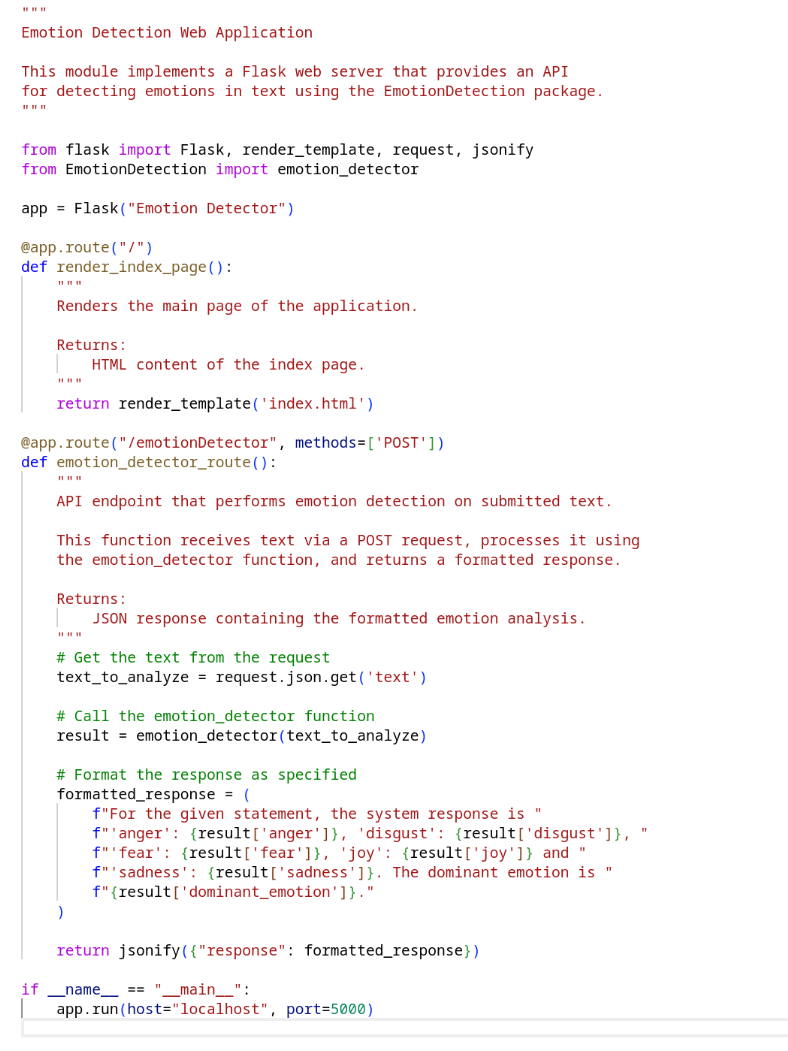 """
Emotion Detection Web Application

This module implements a Flask web server that provides an API
for detecting emotions in text using the EmotionDetection package.
"""

from flask import Flask, render_template, request, jsonify
from EmotionDetection import emotion_detector

app = Flask("Emotion Detector")

@app.route("/")
def render_index_page():
    """
    Renders the main page of the application.

    Returns:
        HTML content of the index page.
    """
    return render_template('index.html')

@app.route("/emotionDetector", methods=['POST'])
def emotion_detector_route():
    """
    API endpoint that performs emotion detection on submitted text.

    This function receives text via a POST request, processes it using
    the emotion_detector function, and returns a formatted response.

    Returns:
        JSON response containing the formatted emotion analysis.
    """
    # Get the text from the request
    text_to_analyze = request.json.get('text')

    # Call the emotion_detector function
    result = emotion_detector(text_to_analyze)

    # Format the response as specified
    formatted_response = (
        f"For the given statement, the system response is "
        f"'anger': {result['anger']}, 'disgust': {result['disgust']}, "
        f"'fear': {result['fear']}, 'joy': {result['joy']} and "
        f"'sadness': {result['sadness']}. The dominant emotion is "
        f"{result['dominant_emotion']}."
    )

    return jsonify({"response": formatted_response})

if __name__ == "__main__":
    app.run(host="localhost", port=5000)